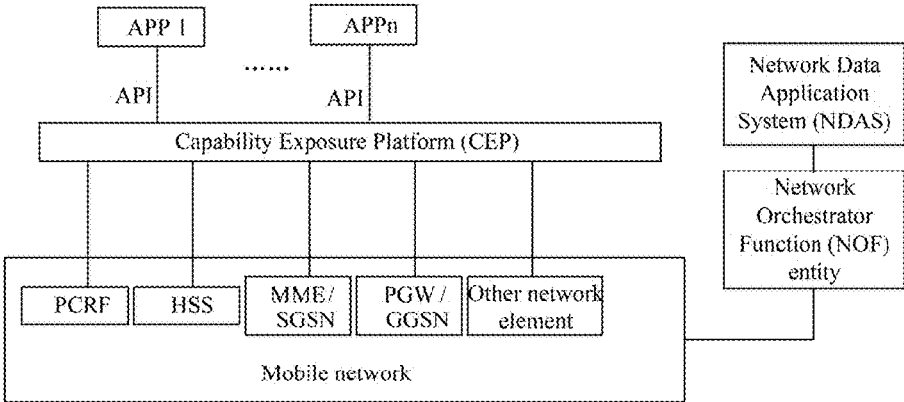 APP 1
APPn
......
API
API
Capability Exposure Platform (CEP)
Network Data
Application
System (NDAS)
Network
Orchestrator
Function (NOF)
entity
PCRF
HSS
MME/
SGSN
PGW /
GGSN
Other network
element
Mobile network